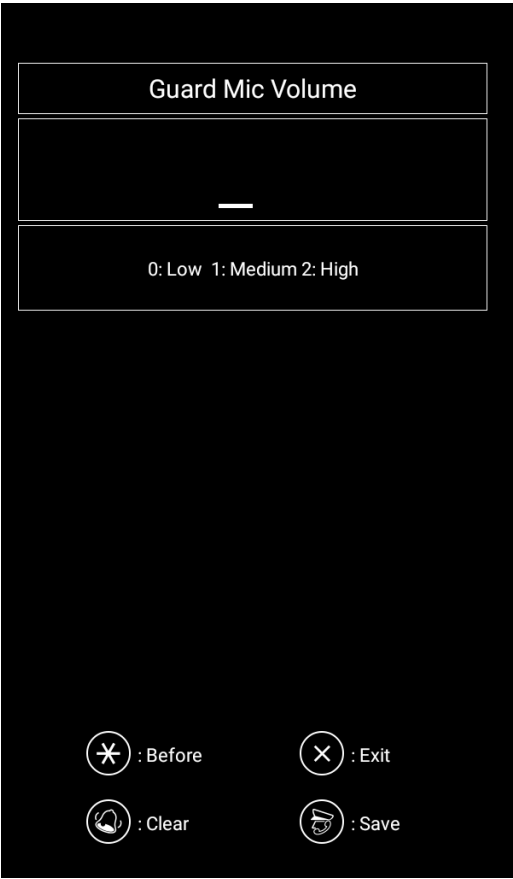 Guard Mic Volume
0: Low 1: Medium 2: High
: Before
: Exit
: Clear
: Save